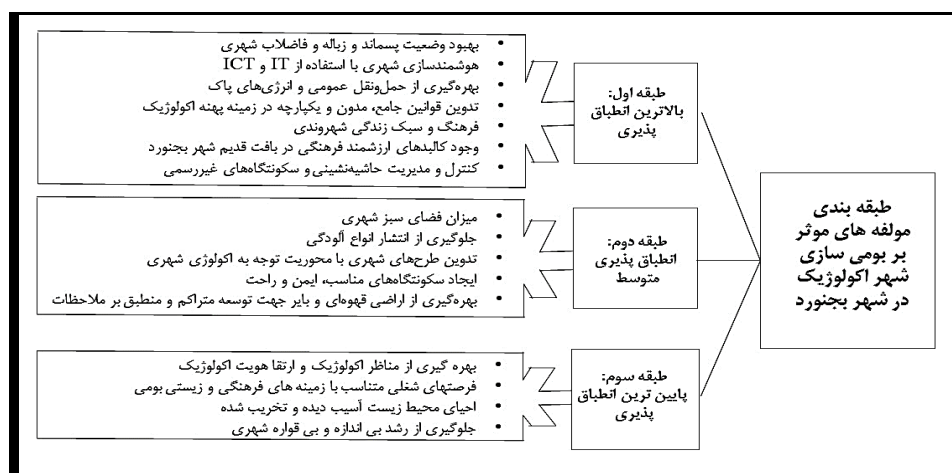 طبقه بندی
مولفه های موثر
بر بومی سازی
شهر اکولوژیک
در شهر بجنورد
طبقه اول:
بالاترین انطباق
پذیری
• بهبود وضعیت پسماند و زباله و فاضلاب شهری
• هوشمندسازی شهری با استفاده از IT و ICT
• بهره‌گیری از حمل‌ونقل عمومی و انرژی‌های پاک
• تدوین قوانین جامع، مدون و یکپارچه در زمینه پهنه اکولوژیک
• فرهنگ و سبک زندگی شهروندی
• وجود کالبدهای ارزشمند فرهنگی در بافت قدیم شهر بجنورد
• کنترل و مدیریت حاشیه‌نشینی و سکونتگاه‌های غیررسمی
طبقه دوم:
انطباق پذیری
متوسط
• میزان فضای سبز شهری
• جلوگیری از انتشار انواع آلودگی
• تدوین طرح‌های شهری با محوریت توجه به اکولوژی شهری
• ایجاد سکونتگاه‌های مناسب، ایمن و راحت
• بهره‌گیری از اراضی قهوه‌ای و بایر جهت توسعه متراکم و منطبق بر ملاحظات
طبقه سوم:
پایین ترین انطباق
پذیری
• بهره گیری از مناظر اکولوژیک و ارتقا هویت اکولوژیک
• فرصتهای شغلی متناسب با زمینه های فرهنگی و زیستی بومی
• احیای محیط زیست آسیب دیده و تخریب شده
• جلوگیری از رشد بی اندازه و بی قواره شهری